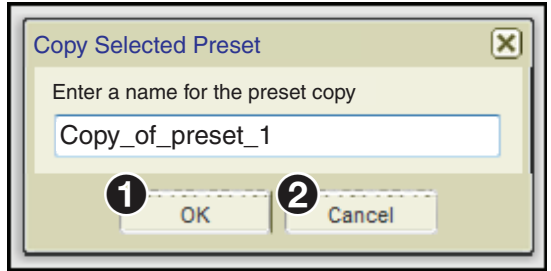 Copy Selected Preset
Enter a name for the preset copy
Copy_of_preset_1
1 OK 2 Cancel